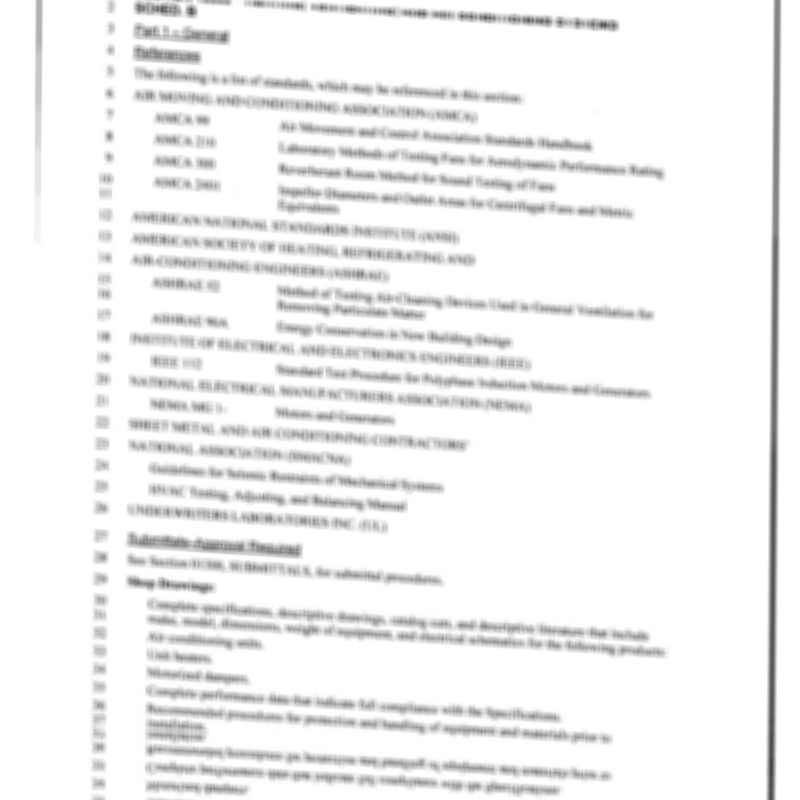 2 SCHED. B
3 Part 1 – General
4 References
5 The following is a list of standards, which may be referenced in this section:
6 AIR MOVING AND CONDITIONING ASSOCIATION (AMCA)
7 AMCA 99 Air Movement and Control Association Standards Handbook
8 AMCA 210 Laboratory Methods of Testing Fans for Aerodynamic Performance Rating
9 AMCA 300 Reverberant Room Method for Sound Testing of Fans
10 AMCA 2401 Impeller Diameters and Outlet Areas for Centrifugal Fans and Metric
11 Equivalents
12 AMERICAN NATIONAL STANDARDS INSTITUTE (ANSI)
13 AMERICAN SOCIETY OF HEATING, REFRIGERATING AND
14 AIR-CONDITIONING ENGINEERS (ASHRAE)
15 ASHRAE 52 Method of Testing Air-Cleaning Devices Used in General Ventilation for
16 Removing Particulate Matter
17 ASHRAE 90A Energy Conservation in New Building Design
18 INSTITUTE OF ELECTRICAL AND ELECTRONICS ENGINEERS (IEEE)
19 IEEE 112 Standard Test Procedure for Polyphase Induction Motors and Generators
20 NATIONAL ELECTRICAL MANUFACTURERS ASSOCIATION (NEMA)
21 NEMA MG 1- Motors and Generators
22 SHEET METAL AND AIR CONDITIONING CONTRACTORS'
23 NATIONAL ASSOCIATION (SMACNA)
24 Guidelines for Seismic Restraints of Mechanical Systems
25 HVAC Testing, Adjusting, and Balancing Manual
26 UNDERWRITERS LABORATORIES INC. (UL)
27 Submittals-Approval Required
28 See Section SUBMITTALS, for submittal procedures.
29 Shop Drawings:
30 Complete specifications, descriptive drawings, catalog cuts, and descriptive literature that include
31 make, model, dimensions, weight of equipment, and electrical schematics for the following products:
32 Air conditioning units.
33 Unit heaters.
34 Motorized dampers.
35 Complete performance data that indicate full compliance with the Specifications.
36 Recommended procedures for protection and handling of equipment and materials prior to
37 installation.